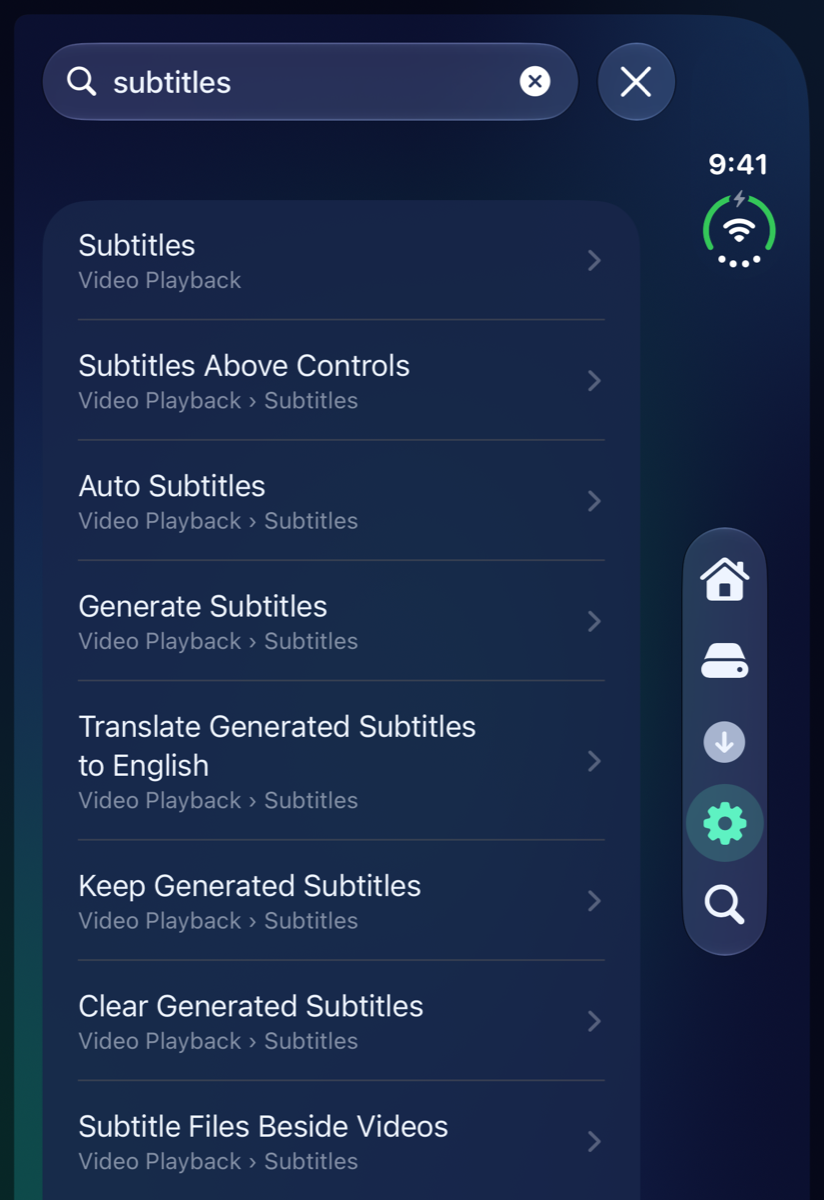 subtitles
9:41
Subtitles
Video Playback
Subtitles Above Controls
Video Playback › Subtitles
Auto Subtitles
Video Playback › Subtitles
Generate Subtitles
Video Playback › Subtitles
Translate Generated Subtitles
to English
Video Playback › Subtitles
Keep Generated Subtitles
Video Playback › Subtitles
Clear Generated Subtitles
Video Playback › Subtitles
Subtitle Files Beside Videos
Video Playback › Subtitles